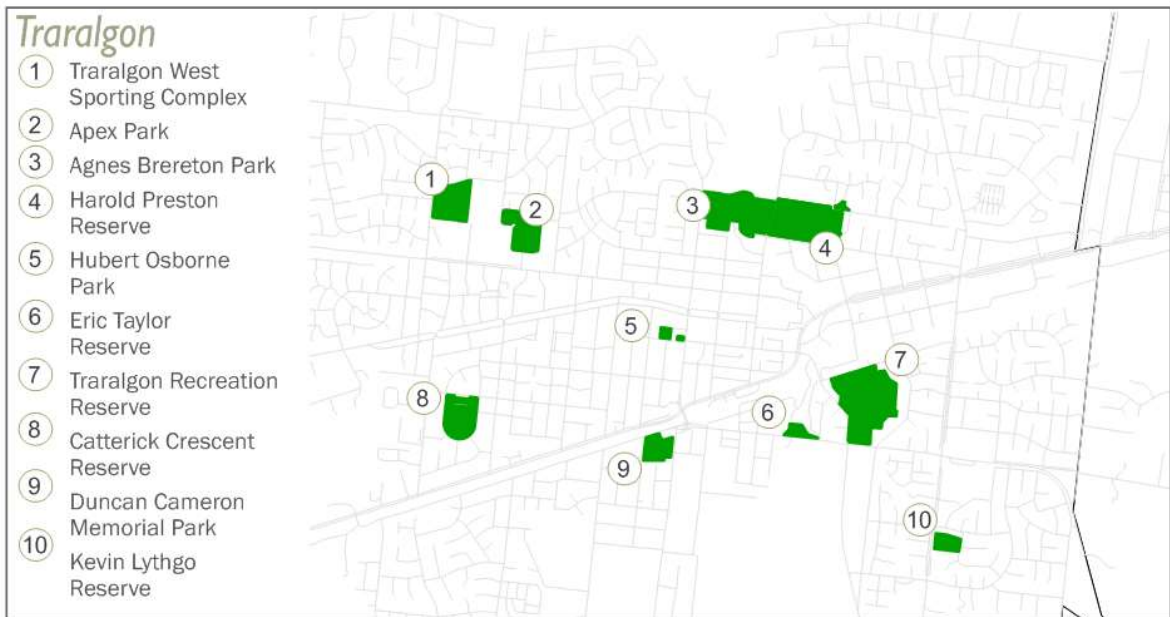 Traralgon
1 Traralgon West
Sporting Complex
2 Apex Park
3 Agnes Brereton Park
4 Harold Preston
Reserve
5 Hubert Osborne
Park
6 Eric Taylor
Reserve
7 Traralgon Recreation
Reserve
8 Catterick Crescent
Reserve
9 Duncan Cameron
Memorial Park
10 Kevin Lythgo
Reserve
1
2
3
4
5
7
8
6
9
10